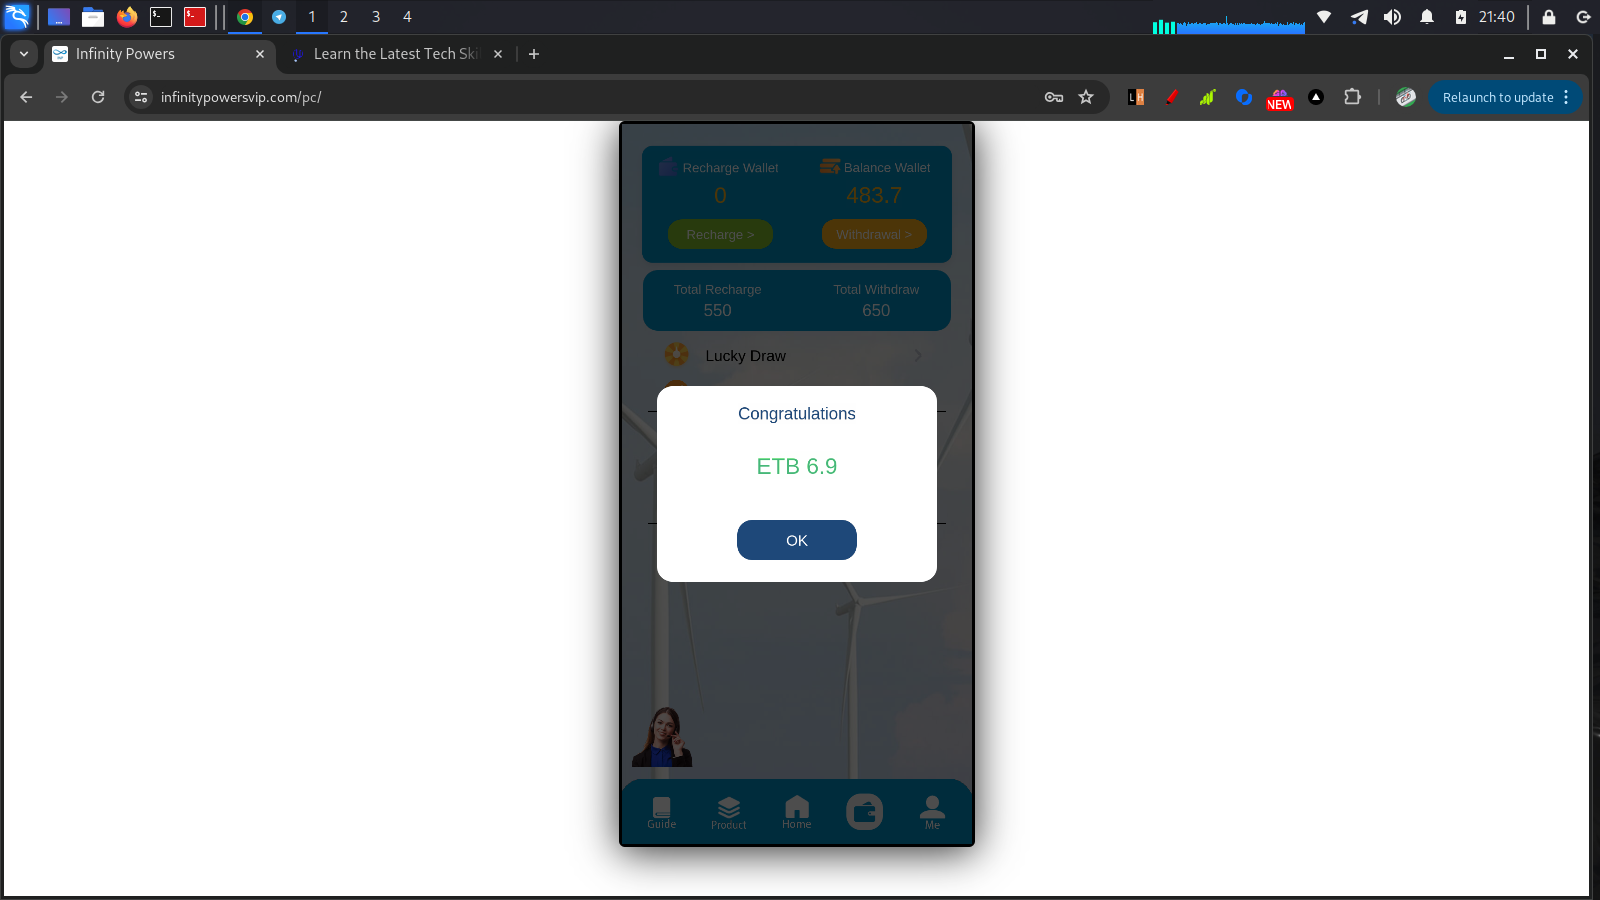 1 2 3 4 21:40
Infinity Powers
Learn the Latest Tech Ski
infinitypowersvip.com/pc/
LH
NEW
Relaunch to update
Recharge Wallet
Balance Wallet
0
483.7
Recharge >
Withdrawal >
Total Recharge
Total Withdraw
550
650
Lucky Draw
Congratulations
ETB 6.9
OK
Guide
Product
Home
Me